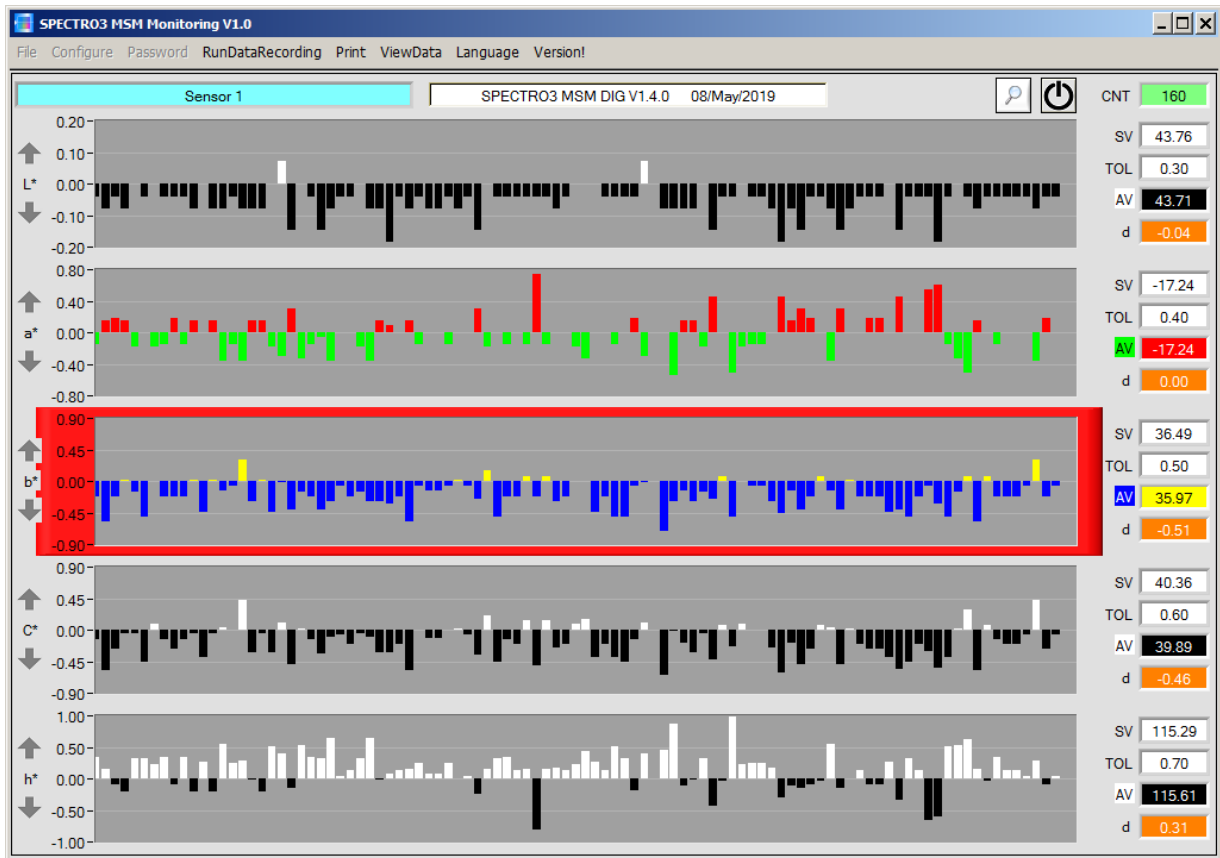 SPECTRO3 MSM Monitoring V1.0
File Configure Password RunDataRecording Print ViewData Language Version!
Sensor 1 SPECTRO3 MSM DIG V1.4.0 08/May/2019 CNT 160
0.20
0.10
L* 0.00
-0.10
-0.20
SV 43.76
TOL 0.30
AV 43.71
d -0.04
0.80
0.40
a* 0.00
-0.40
-0.80
SV -17.24
TOL 0.40
AV -17.24
d 0.00
0.90
0.45
b* 0.00
-0.45
-0.90
SV 36.49
TOL 0.50
AV 35.97
d -0.51
0.90
0.45
C* 0.00
-0.45
-0.90
SV 40.36
TOL 0.60
AV 39.89
d -0.46
1.00
0.50
h* 0.00
-0.50
-1.00
SV 115.29
TOL 0.70
AV 115.61
d 0.31